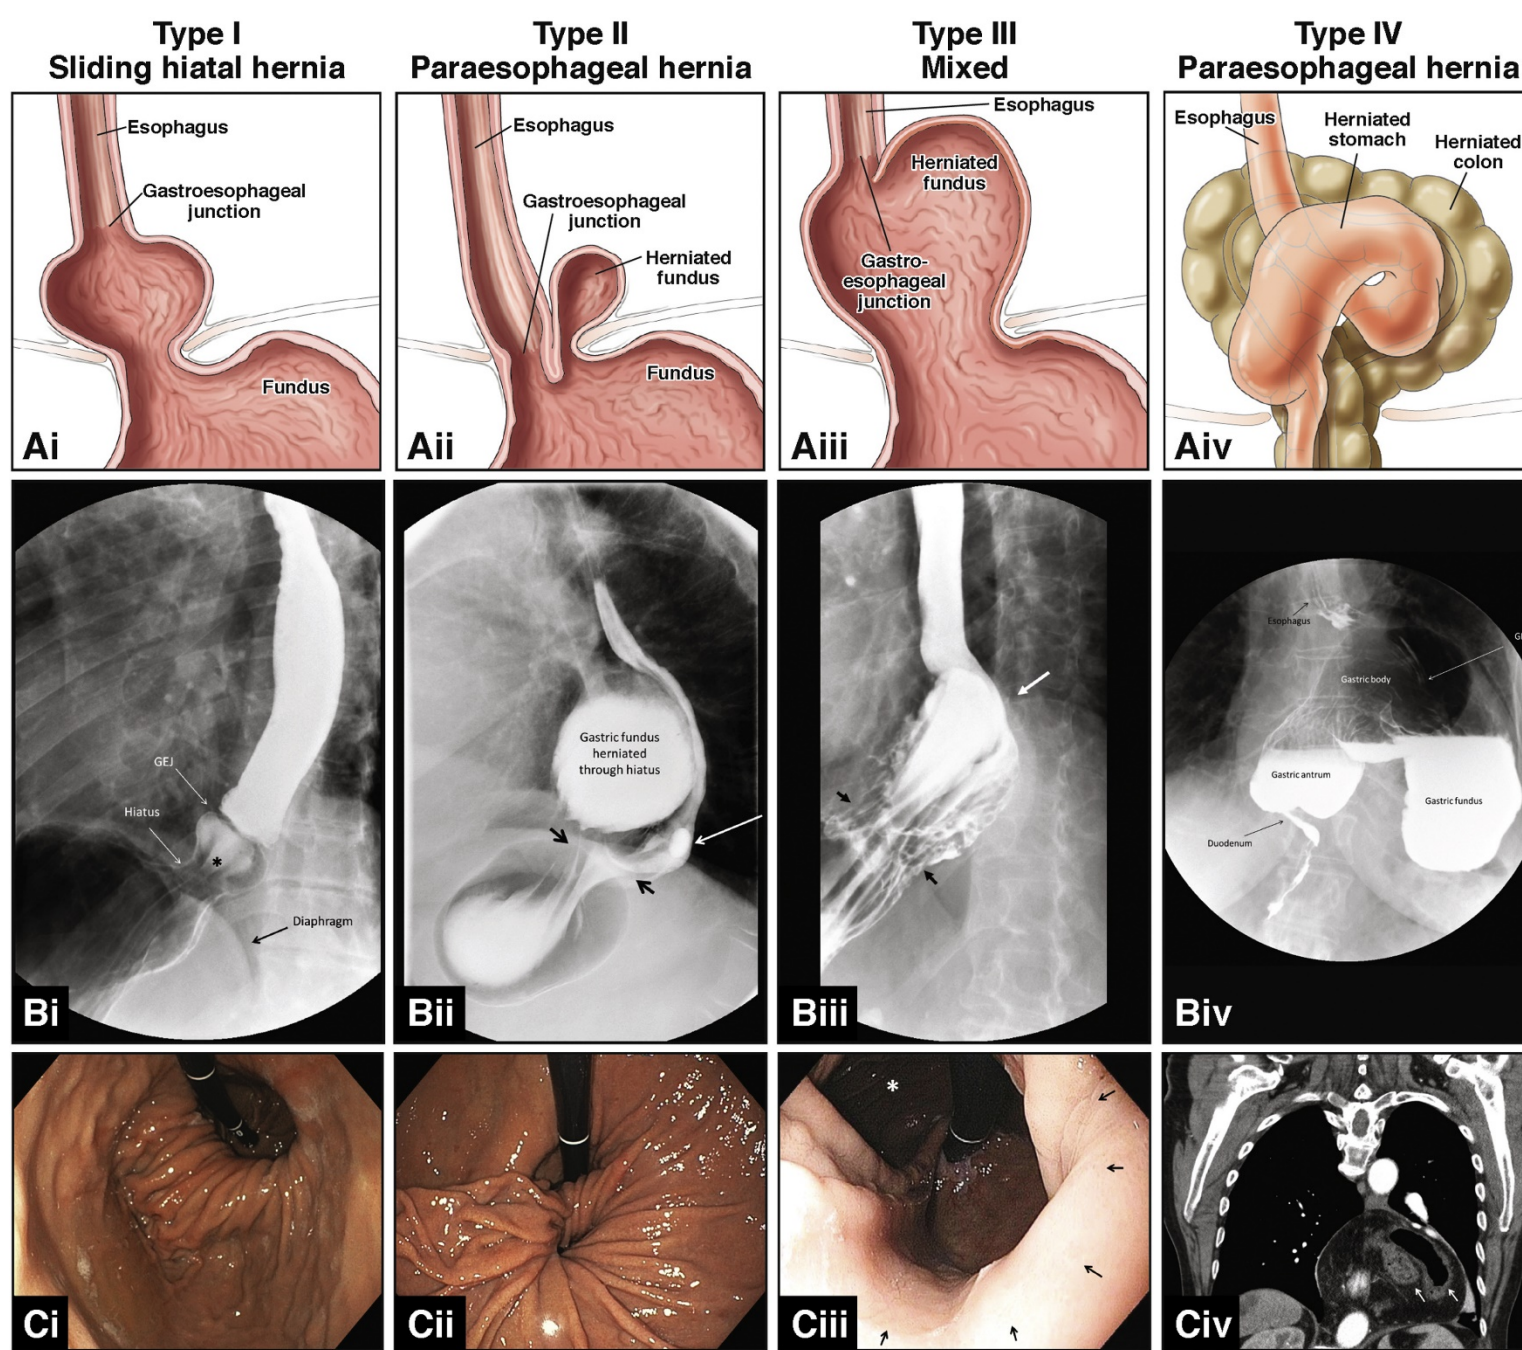 Type I
Sliding hiatal hernia
Type II
Paraesophageal hernia
Type III
Mixed
Type IV
Paraesophageal hernia
Esophagus
Gastroesophageal
junction
Fundus
Ai
Esophagus
Gastroesophageal
junction
Herniated
fundus
Fundus
Aii
Esophagus
Herniated
fundus
Gastro-
esophageal
junction
Aiii
Esophagus
Herniated
stomach
Herniated
colon
Aiv
GEJ
Hiatus
*
Diaphragm
Bi
Gastric fundus
herniated
through hiatus
Bii
Biii
Esophagus
Gastric body
Gastric antrum
Gastric fundus
Duodenum
Biv
Ci
Cii
*
Ciii
Civ